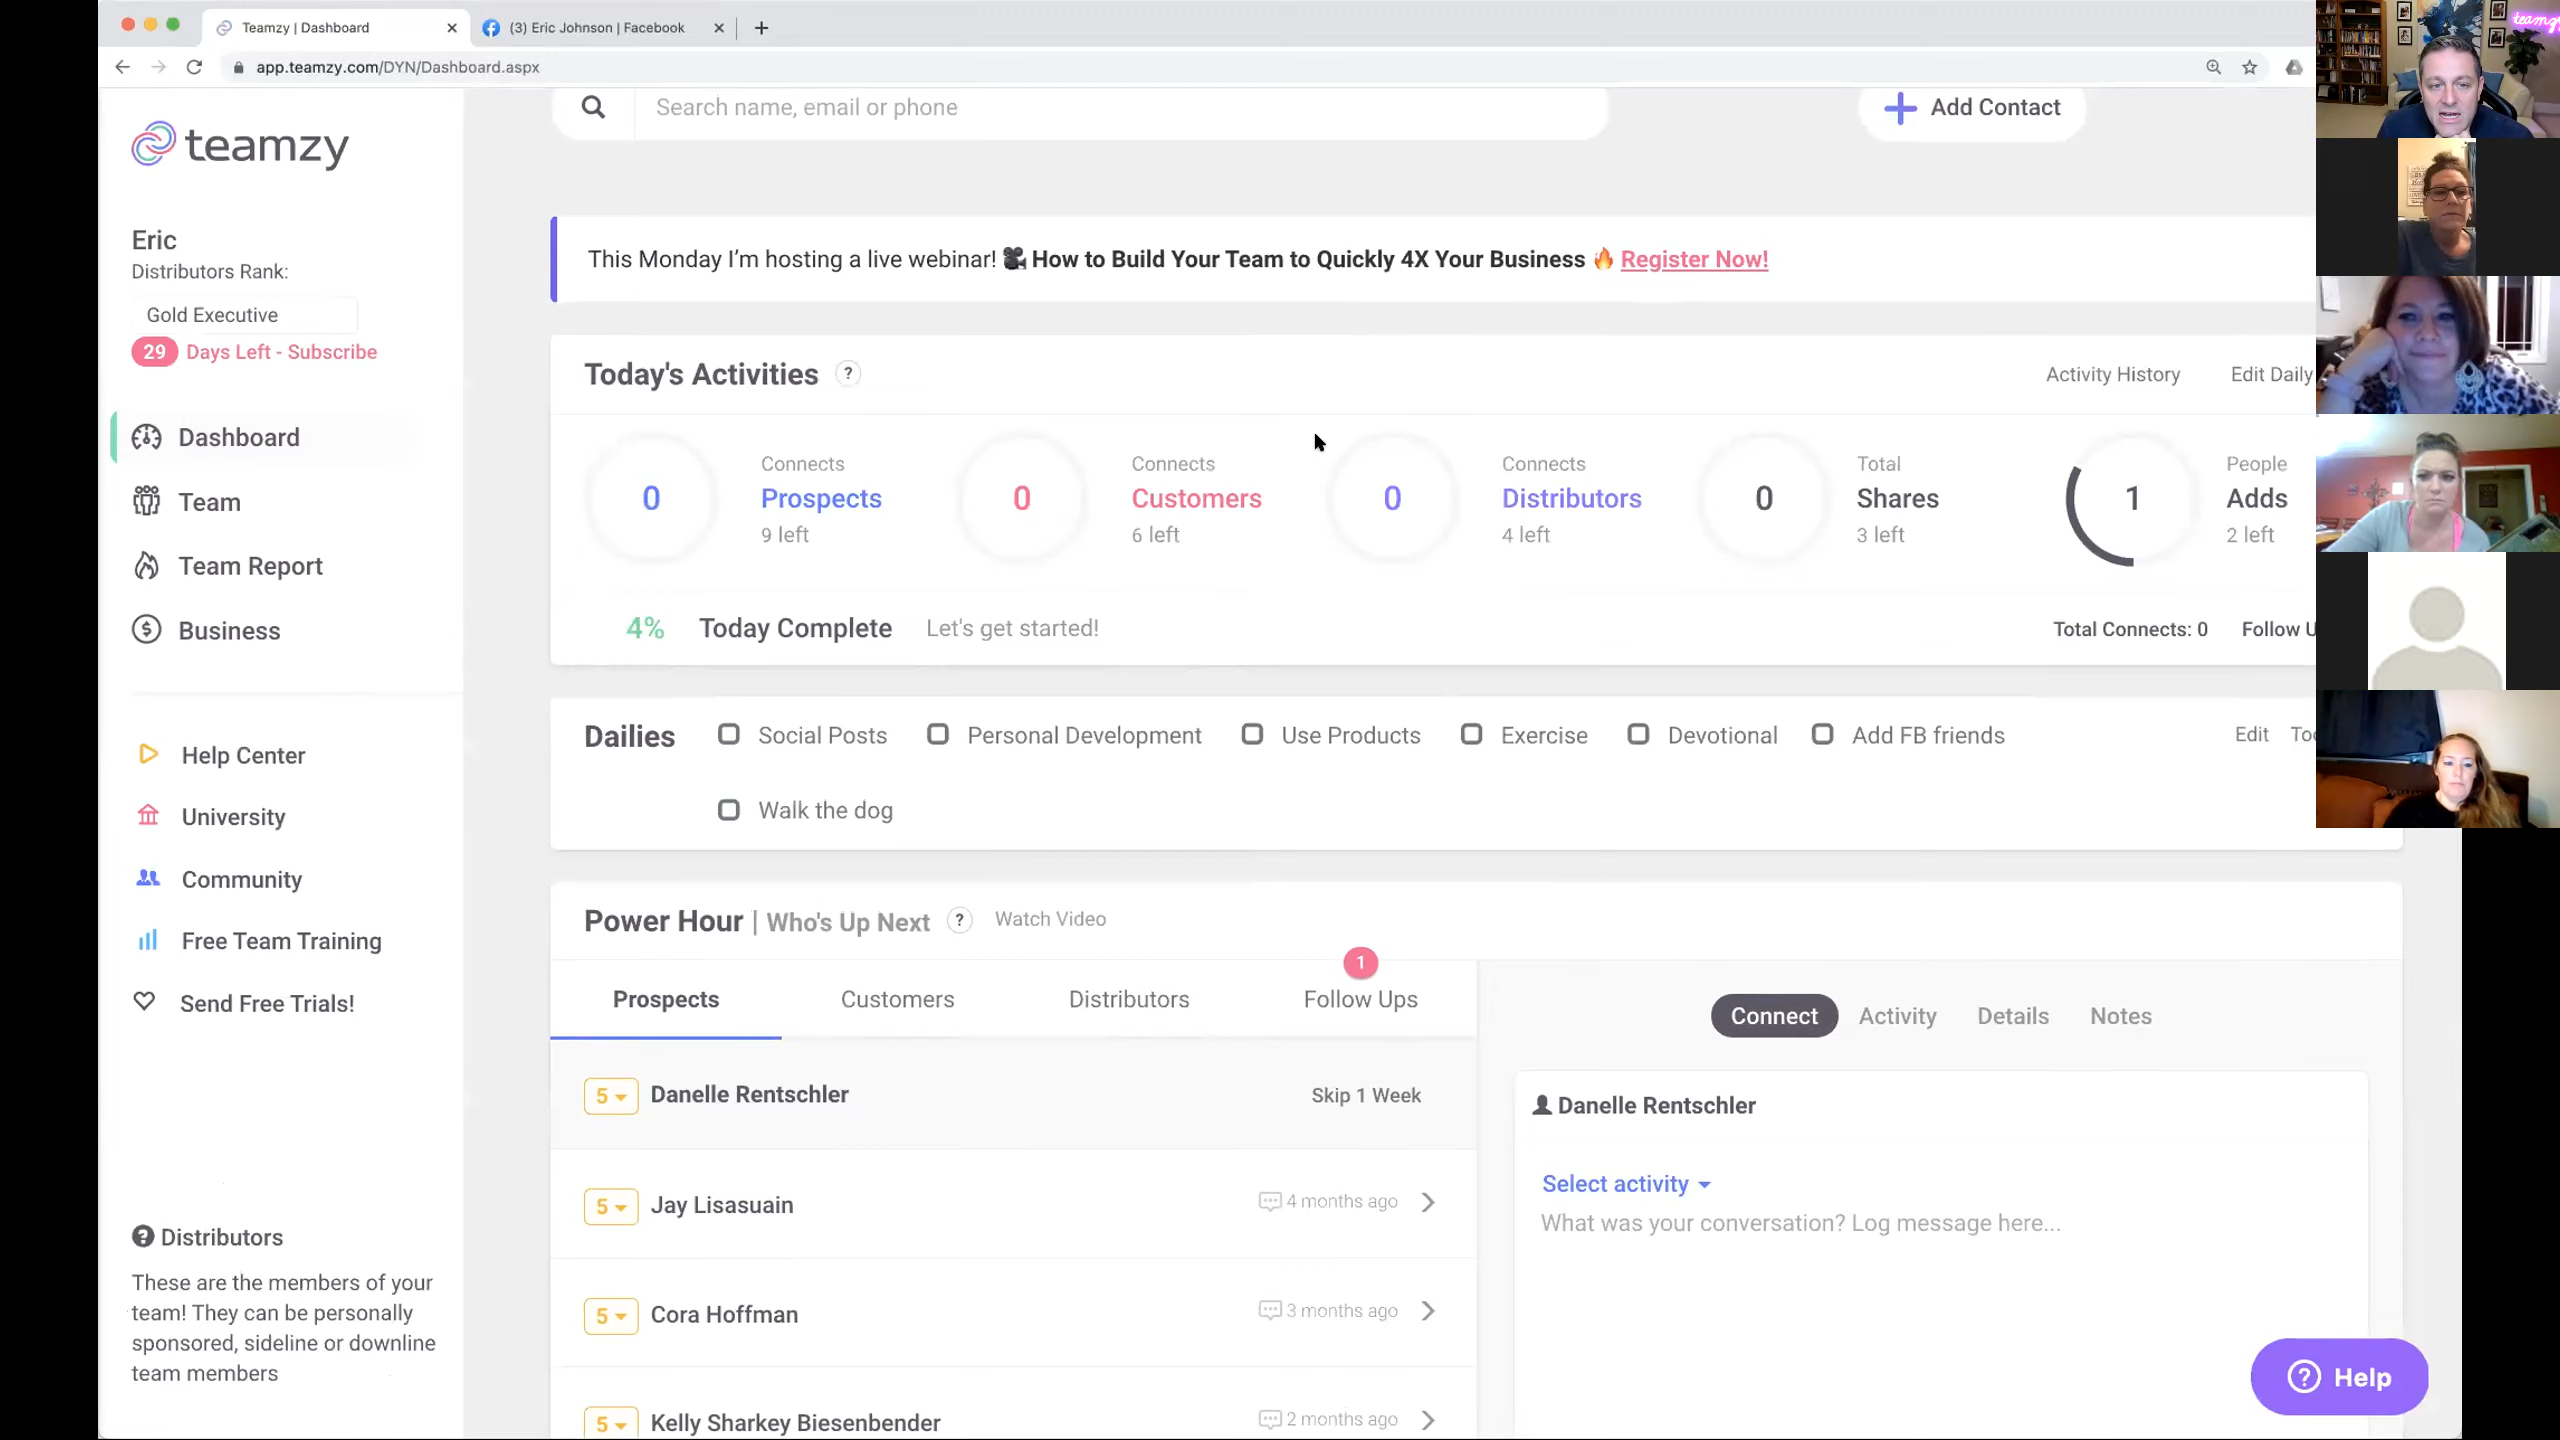 Teamzy | Dashboard
(3) Eric Johnson | Facebook
app.teamzy.com/DYN/Dashboard.aspx
teamzy
Search name, email or phone
Add Contact
Eric
Distributors Rank:
Gold Executive
29 Days Left - Subscribe
Dashboard
Team
Team Report
Business
Help Center
University
Community
Free Team Training
Send Free Trials!
Distributors
These are the members of your
team! They can be personally
sponsored, sideline or downline
team members
This Monday I'm hosting a live webinar! How to Build Your Team to Quickly 4X Your Business Register Now!
Today's Activities ?
Activity History
Edit Daily
0 Connects Prospects 9 left
0 Connects Customers 6 left
0 Connects Distributors 4 left
0 Total Shares 3 left
1 People Adds 2 left
4% Today Complete Let's get started!
Total Connects: 0 Follow U
Dailies Social Posts Personal Development Use Products Exercise Devotional Add FB friends
Edit
Walk the dog
Power Hour | Who's Up Next ? Watch Video
1
Prospects Customers Distributors Follow Ups
5 Danelle Rentschler Skip 1 Week
5 Jay Lisasuain 4 months ago
5 Cora Hoffman 3 months ago
5 Kelly Sharkey Biesenbender 2 months ago
Connect Activity Details Notes
Danelle Rentschler
Select activity
What was your conversation? Log message here...
? Help